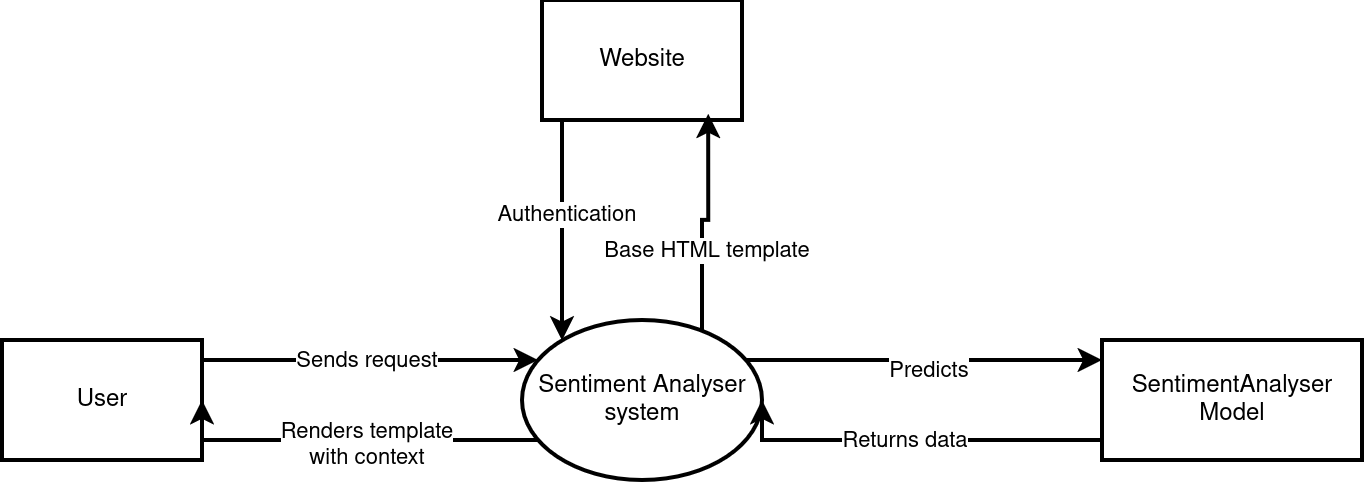 Website
Authentication
Base HTML template
Sends request
Predicts
User
Sentiment Analyser
system
SentimentAnalyser
Model
Renders template
with context
Returns data